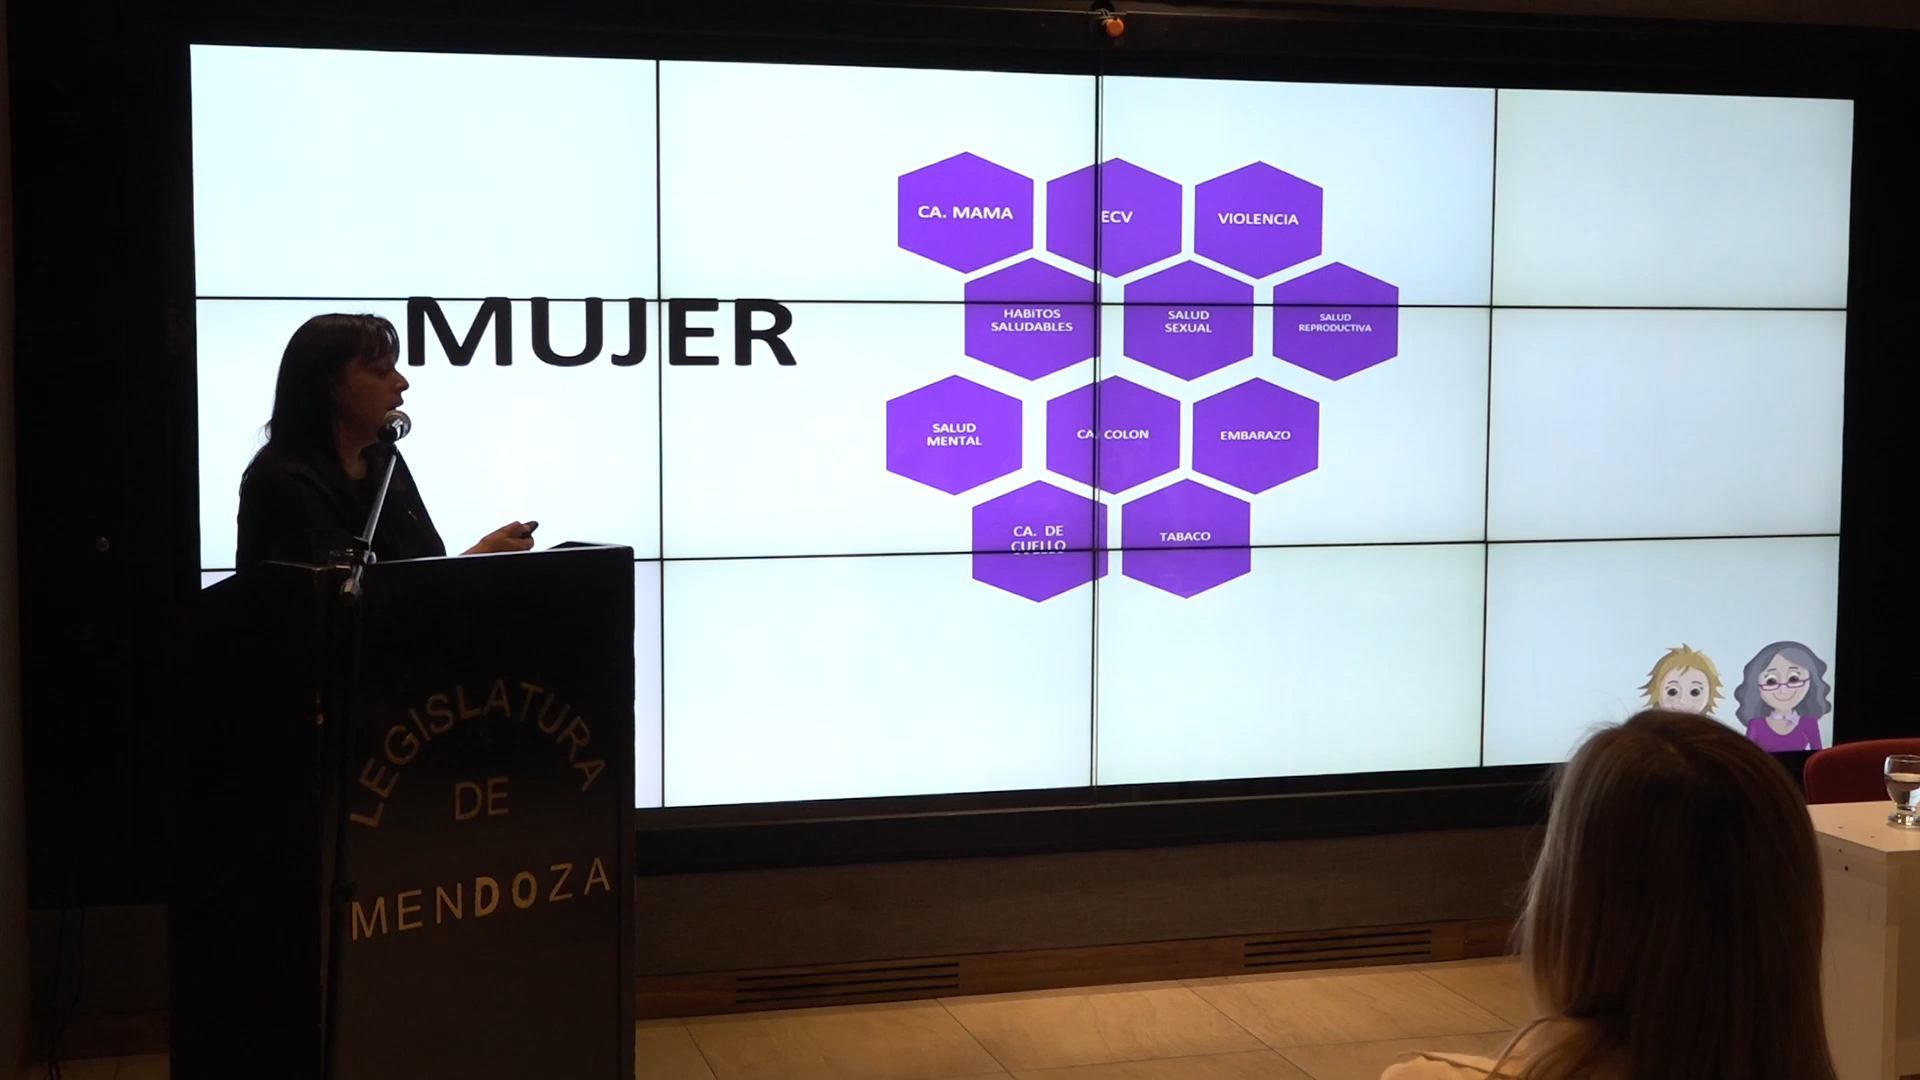 MUJER
CA. MAMA
ECV
VIOLENCIA
HABiTOS
SALUDABLES
SALUD
SEXUAL
SALUD
REPRODUCTIVA
SALUD
MENTAL
CA. COLON
EMBARAZO
CA. DE
CUELLO
TABACO
LEGISLATURA
DE
MENDOZA